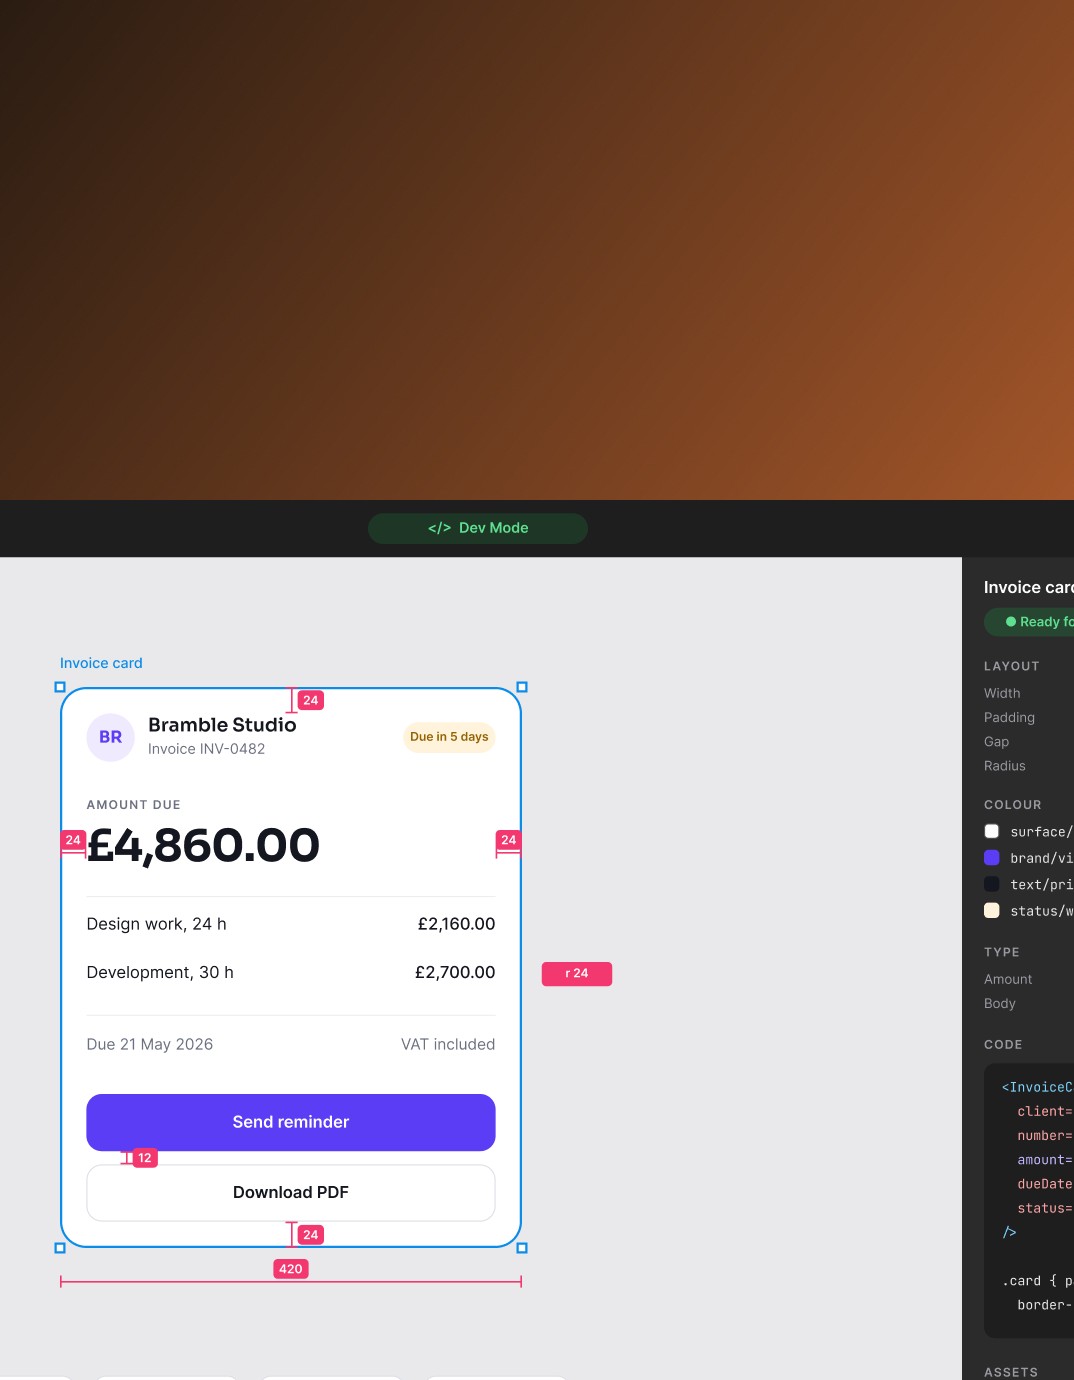 </> Dev Mode
Invoice card
24
BR
Bramble Studio
Invoice INV-0482
Due in 5 days
AMOUNT DUE
24
£4,860.00
24
Design work, 24 h
£2,160.00
Development, 30 h
£2,700.00
r 24
Due 21 May 2026
VAT included
Send reminder
12
Download PDF
24
420
Invoice card
Ready fo
LAYOUT
Width
Padding
Gap
Radius
COLOUR
surface/
brand/vi
text/pri
status/w
TYPE
Amount
Body
CODE
<InvoiceC
client=
number=
amount=
dueDate
status=
/>
.card { p
border-
ASSETS